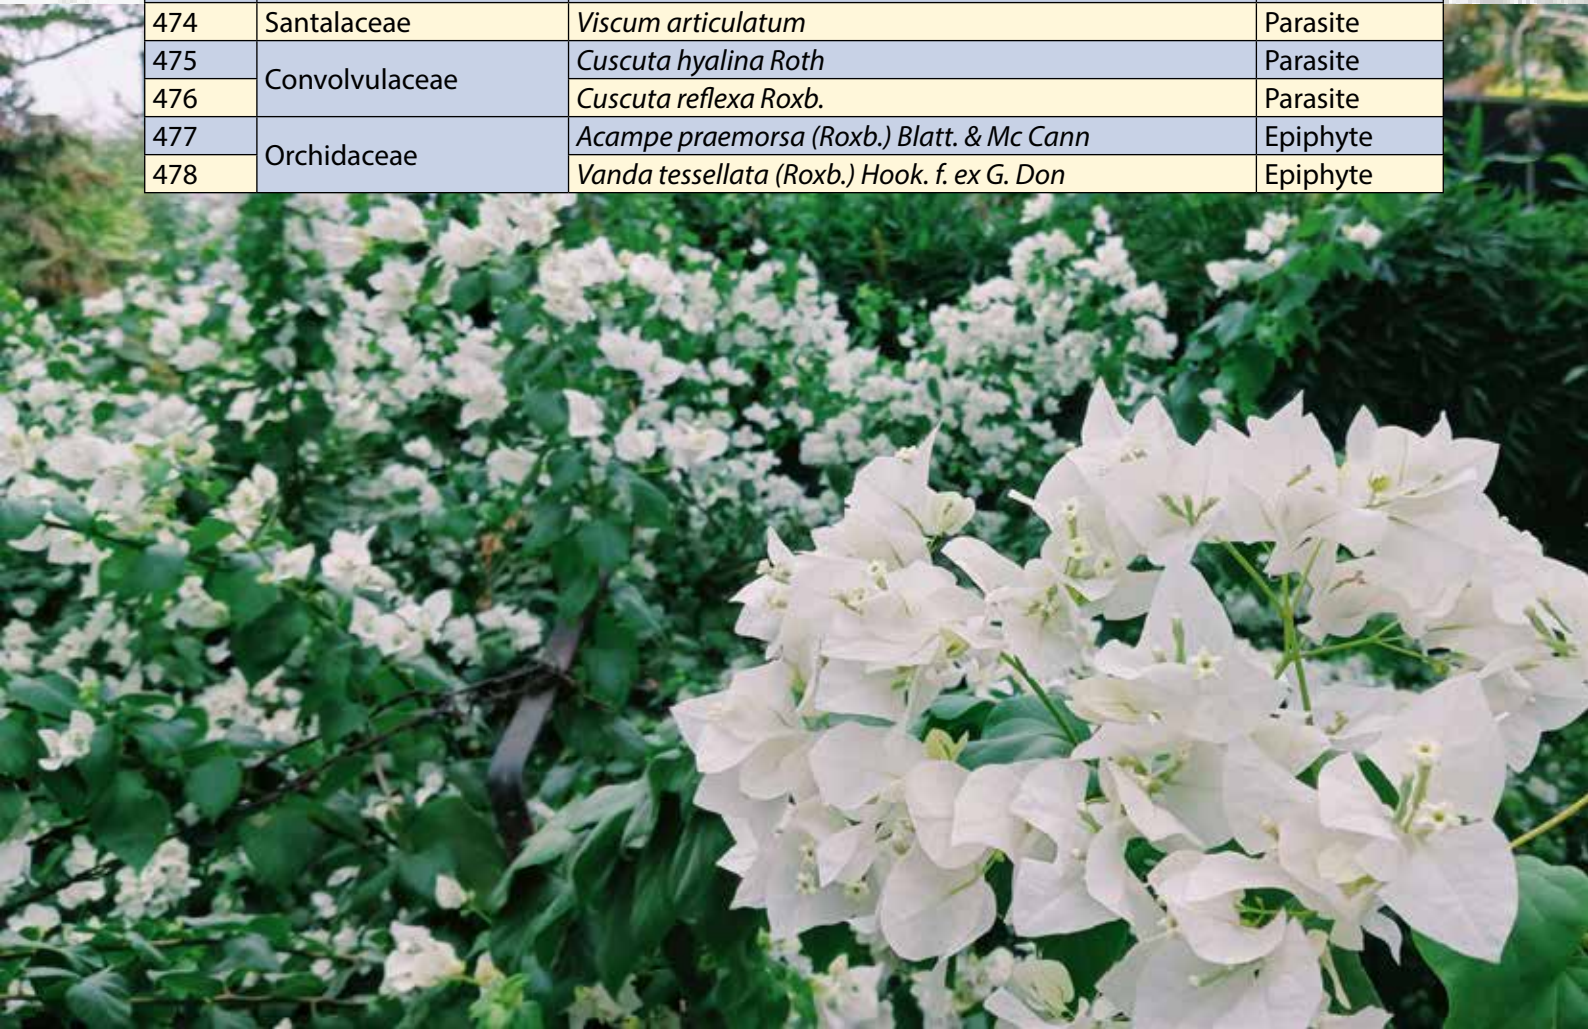 474 Santalaceae Viscum articulatum Parasite
475 Convolvulaceae Cuscuta hyalina Roth Parasite
476 Cuscuta reflexa Roxb. Parasite
477 Orchidaceae Acampe praemorsa (Roxb.) Blatt. & Mc Cann Epiphyte
478 Vanda tessellata (Roxb.) Hook. f. ex G. Don Epiphyte